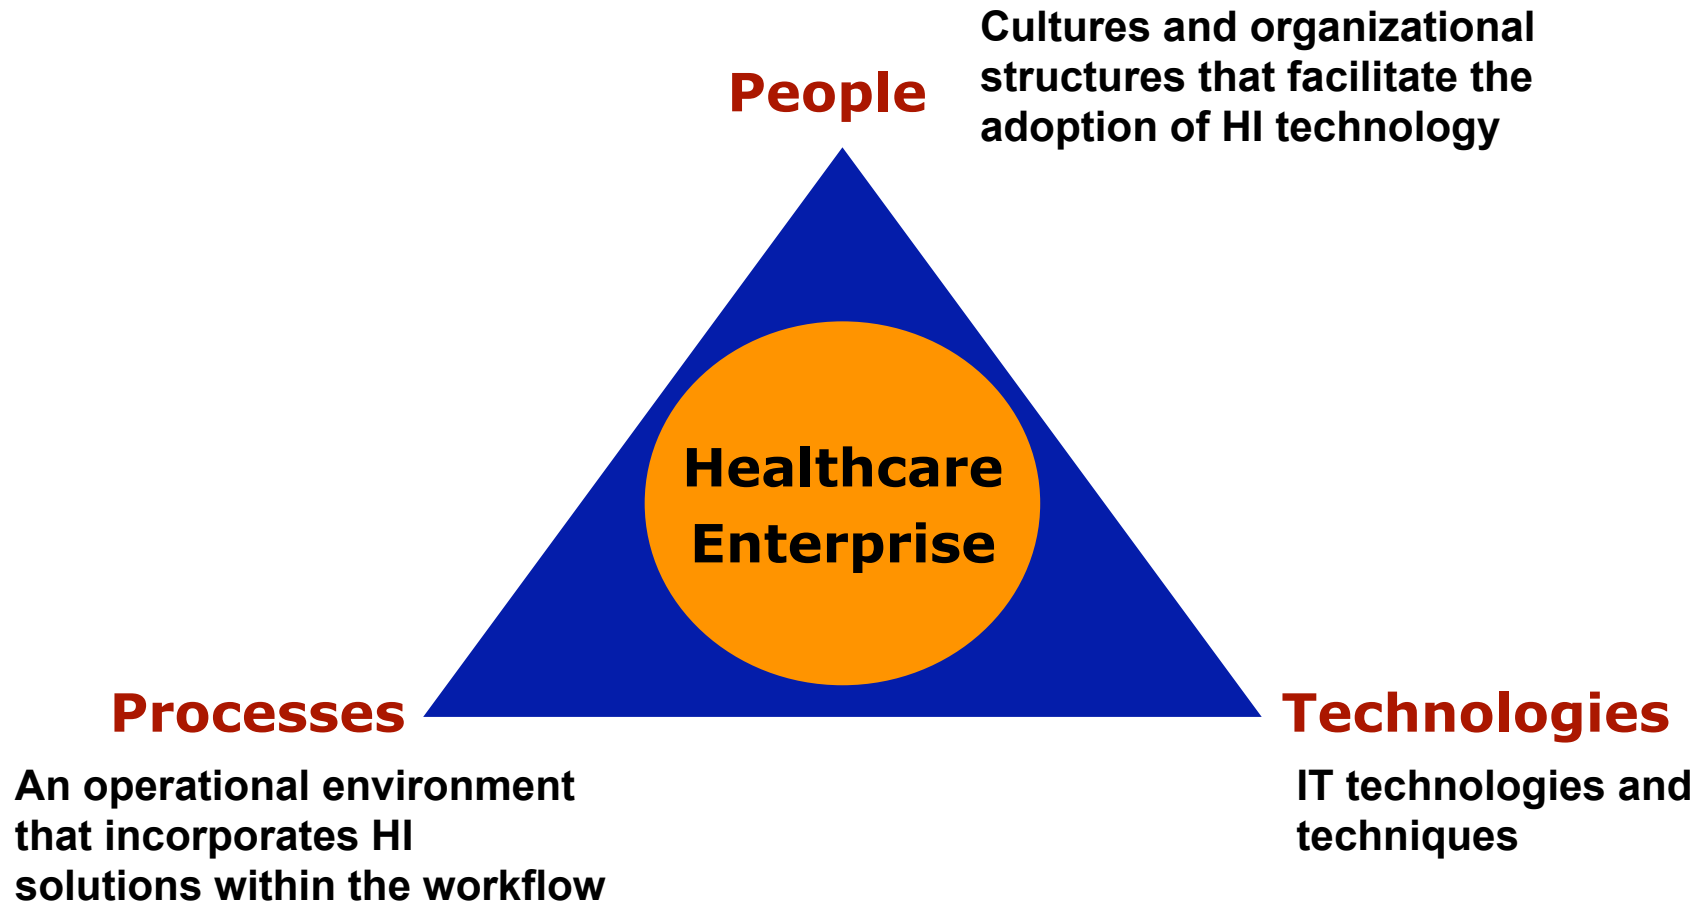 People
Cultures and organizational
structures that facilitate the
adoption of HI technology
Healthcare
Enterprise
Processes
An operational environment
that incorporates HI
solutions within the workflow
Technologies
IT technologies and
techniques